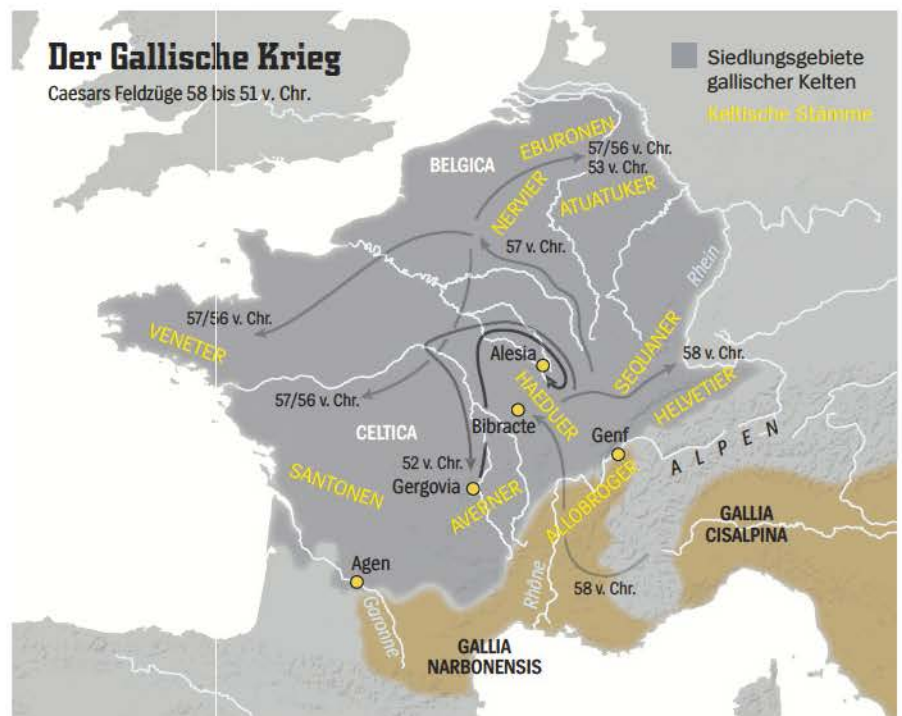 Der Gallische Krieg
Caesars Feldzüge 58 bis 51 v. Chr.
Siedlungsgebiete
gallischer Kelten
Keltische Stämme
EBURONEN
57/56 v. Chr.
53 v. Chr.
BELGICA
NERVIER
ATUATUKER
57 v. Chr.
Rhein
57/56 v. Chr.
VENETER
SEQUANER
58 v. Chr.
Alesia
HAEDUER
HELVETIER
57/56 v. Chr.
Bibracte
CELTICA
Genf
ALPEN
52 v. Chr.
SANTONEN
Gergovia
AVERNER
ALLOBROGER
GALLIA
CISALPINA
Agen
Rhône
58 v. Chr.
Garonne
GALLIA
NARBONENSIS